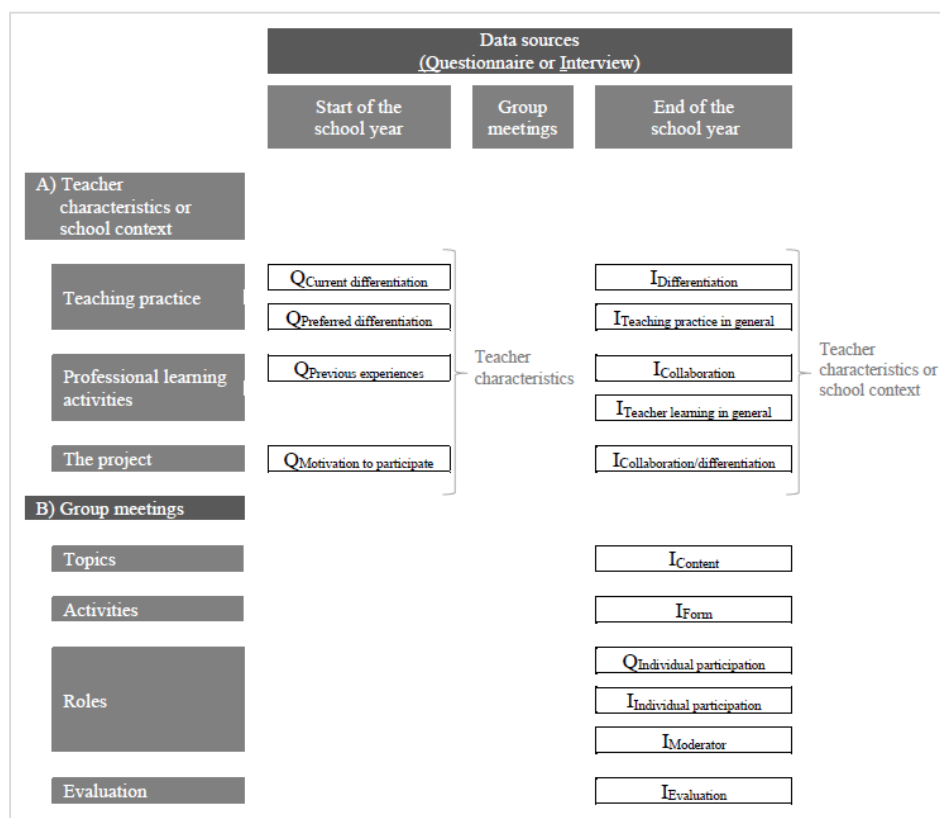 Data sources
(Questionnaire or Interview)
Start of the
school year
Group
meetings
End of the
school year
A) Teacher
characteristics or
school context
Teaching practice
QCurrent differentiation
IDifferentiation
QPreferred differentiation
ITeaching practice in general
Teacher
characteristics
Teacher
characteristics or
school context
Professional learning
activities
QPrevious experiences
ICollaboration
ITeacher learning in general
The project
QMotivation to participate
ICollaboration/differentiation
B) Group meetings
Topics
IContent
Activities
IForm
Roles
QIndividual participation
IIndividual participation
IModerator
Evaluation
IEvaluation